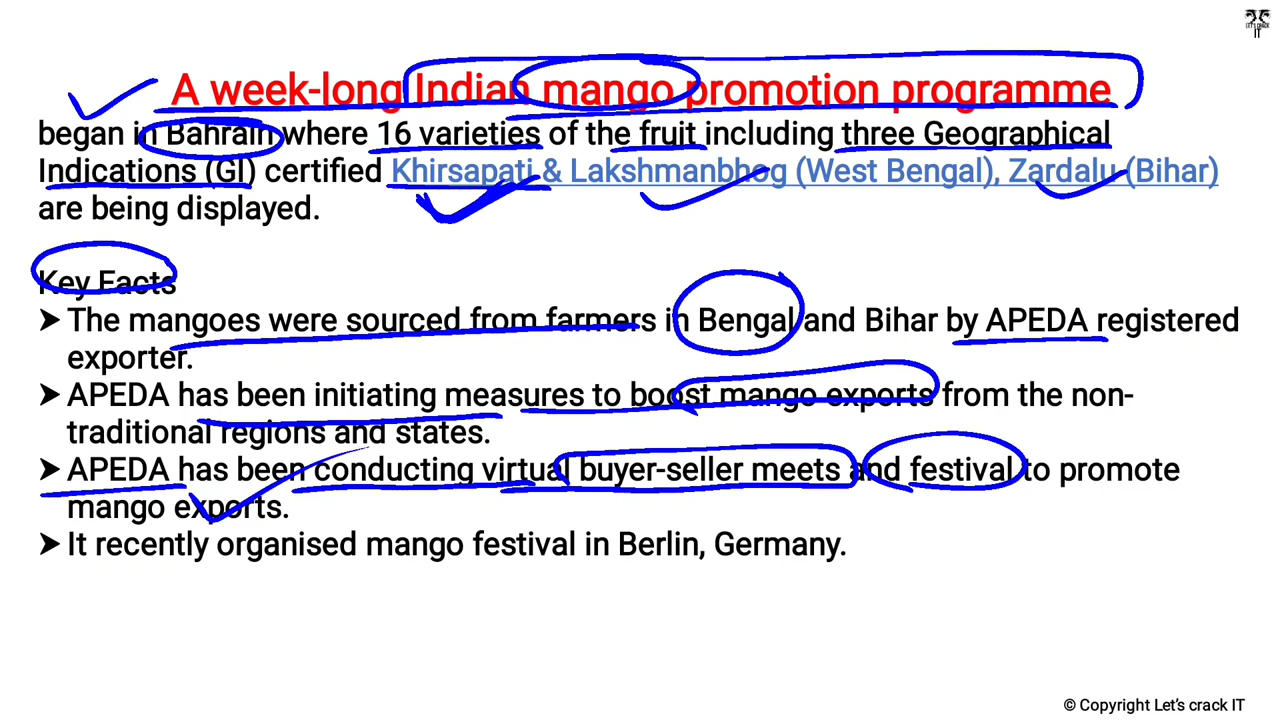 LET'S CRACK
IT
A week-long Indian mango promotion programme
began in Bahrain where 16 varieties of the fruit including three Geographical
Indications (GI) certified Khirsapati & Lakshmanbhog (West Bengal), Zardalu (Bihar)
are being displayed.
Key Facts
➤ The mangoes were sourced from farmers in Bengal and Bihar by APEDA registered
exporter.
➤ APEDA has been initiating measures to boost mango exports from the non-
traditional regions and states.
➤ APEDA has been conducting virtual buyer-seller meets and festival to promote
mango exports.
➤ It recently organised mango festival in Berlin, Germany.
© Copyright Let's crack IT